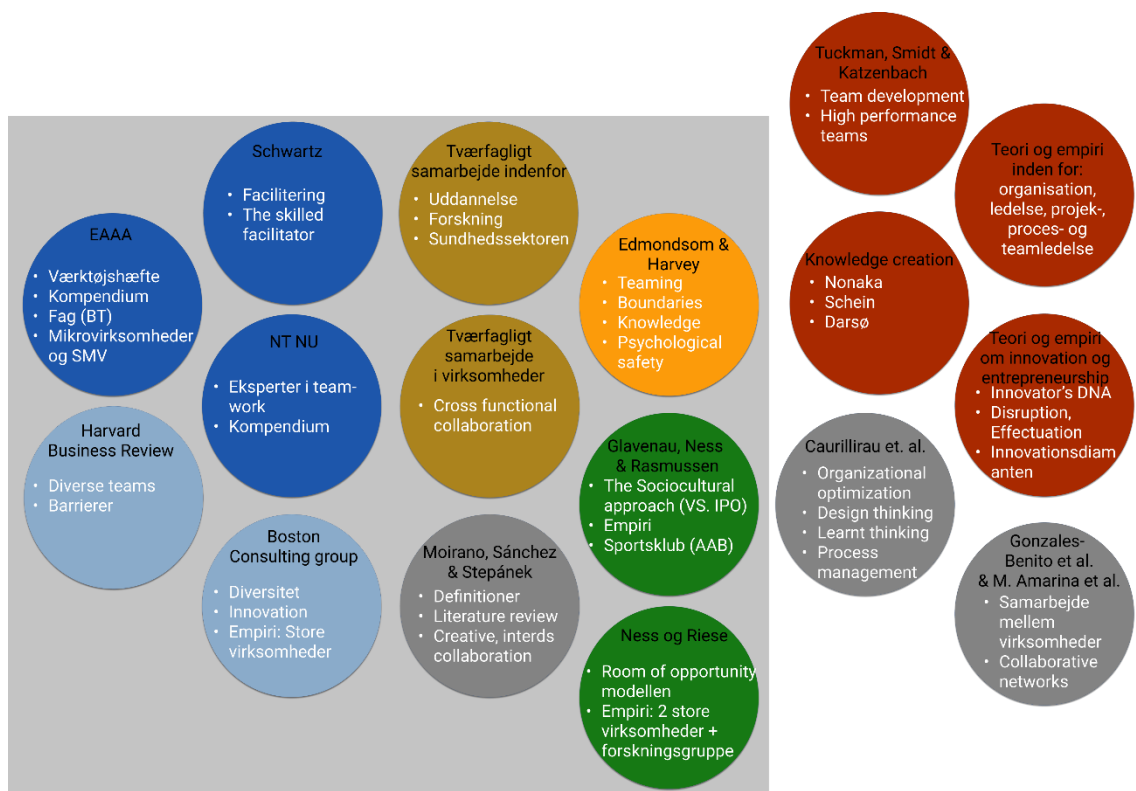 EAAA
• Værktøjshæfte
• Kompendium
• Fag (BT)
• Mikrovirksomheder
og SMV
Harvard
Business Review
• Diverse teams
• Barrierer
Schwartz
• Facilitering
• The skilled
facilitator
NT NU
• Eksperter i team-
work
• Kompendium
Boston
Consulting group
• Diversitet
• Innovation
• Empiri: Store
virksomheder
Tværfagligt
samarbejde indenfor
• Uddannelse
• Forskning
• Sundhedssektoren
Tværfagligt
samarbejde
i virksomheder
• Cross functional
collaboration
Moirano, Sánchez
& Stepánek
• Definitioner
• Literature review
• Creative, interds
collaboration
Edmondsom &
Harvey
• Teaming
• Boundaries
• Knowledge
• Psychological
safety
Glavenau, Ness
& Rasmussen
• The Sociocultural
approach (VS. IPO)
• Empiri
• Sportsklub (AAB)
Ness og Riese
• Room of opportunity
modellen
• Empiri: 2 store
virksomheder +
forskningsgruppe
Tuckman, Smidt &
Katzenbach
• Team development
• High performance
teams
Knowledge creation
• Nonaka
• Schein
• Darsø
Caurillirau et. al.
• Organizational
optimization
• Design thinking
• Learnt thinking
• Process
management
Teori og empiri
inden for:
organisation,
ledelse, projek-,
proces- og
teamledelse
Teori og empiri
om innovation og
entrepreneurship
• Innovator's DNA
• Disruption,
Effectuation
• Innovationsdiam
anten
Gonzales-
Benito et al.
& M. Amarina et al.
• Samarbejde
mellem
virksomheder
• Collaborative
networks